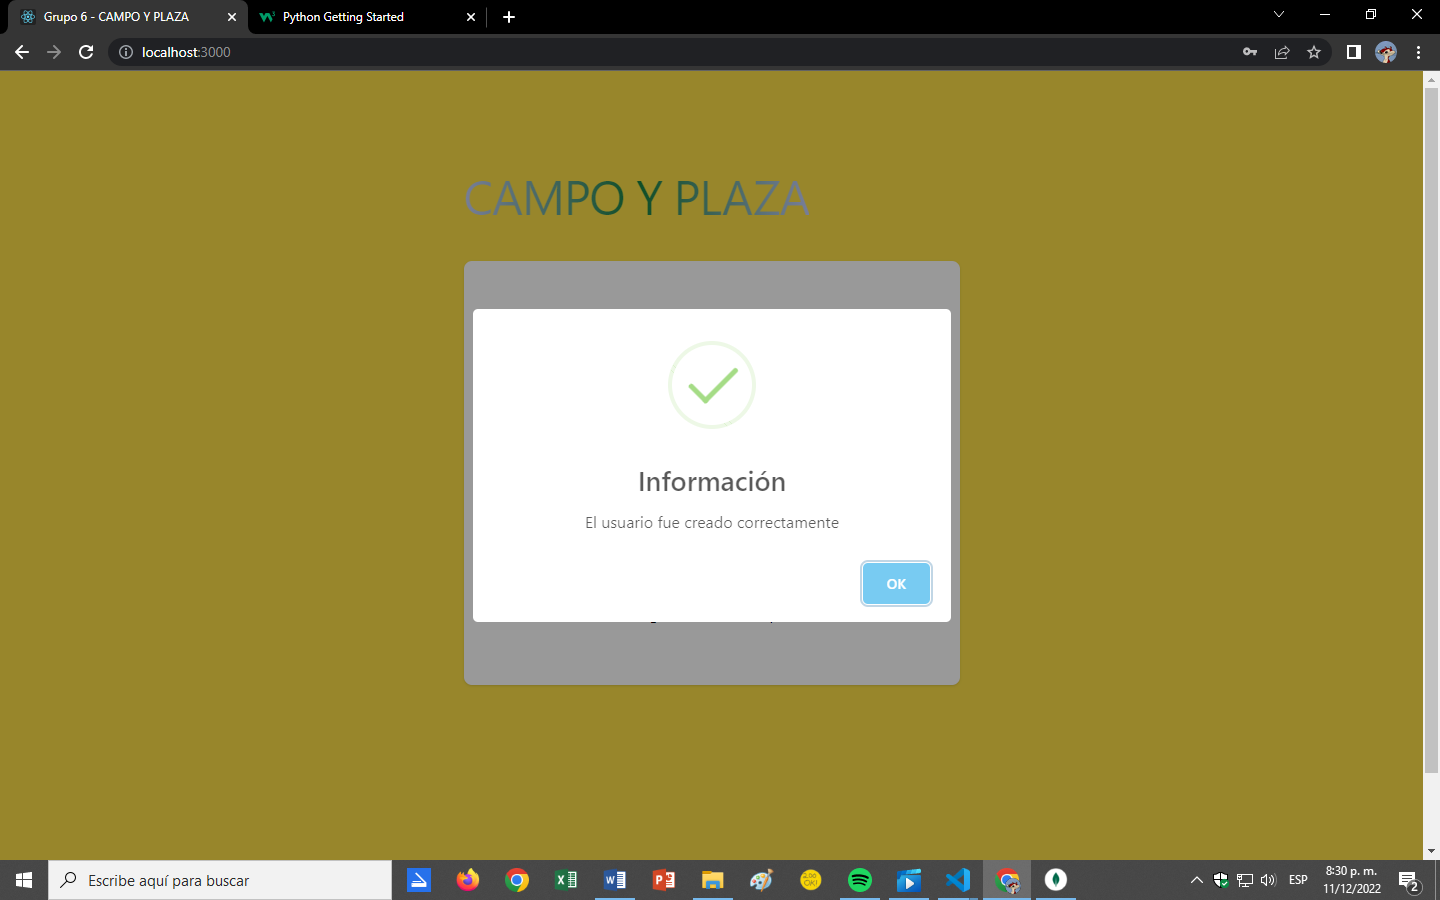 Grupo 6 - CAMPO Y PLAZA
Python Getting Started
localhost:3000
CAMPO Y PLAZA
Información
El usuario fue creado correctamente
OK
Escribe aquí para buscar
ESP
8:30 p. m.
11/12/2022
2